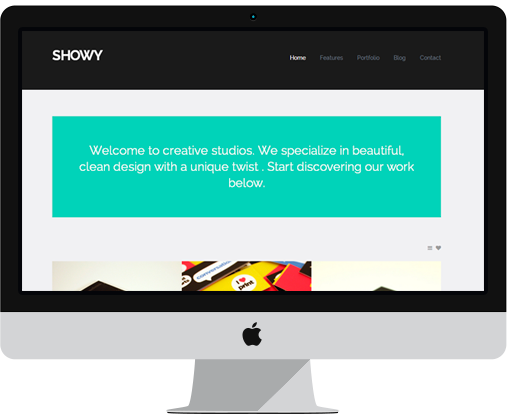 SHOWY
Home Features Portfolio Blog Contact
Welcome to creative studios. We specialize in beautiful,
clean design with a unique twist . Start discovering our work
below.
I ❤
print